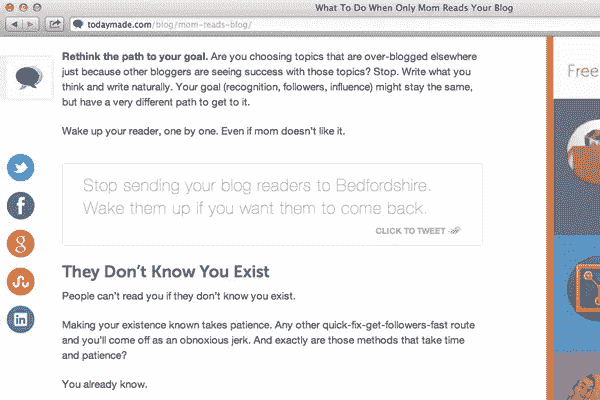 What To Do When Only Mom Reads Your Blog
todaymade.com/blog/mom-reads-blog/
Rethink the path to your goal. Are you choosing topics that are over-blogged elsewhere
just because other bloggers are seeing success with those topics? Stop. Write what you
think and write naturally. Your goal (recognition, followers, influence) might stay the same,
but have a very different path to get to it.
Wake up your reader, one by one. Even if mom doesn't like it.
Stop sending your blog readers to Bedfordshire.
Wake them up if you want them to come back.
CLICK TO TWEET
They Don't Know You Exist
People can't read you if they don't know you exist.
Making your existence known takes patience. Any other quick-fix-get-followers-fast route
and you'll come off as an obnoxious jerk. And exactly are those methods that take time
and patience?
You already know.
Free